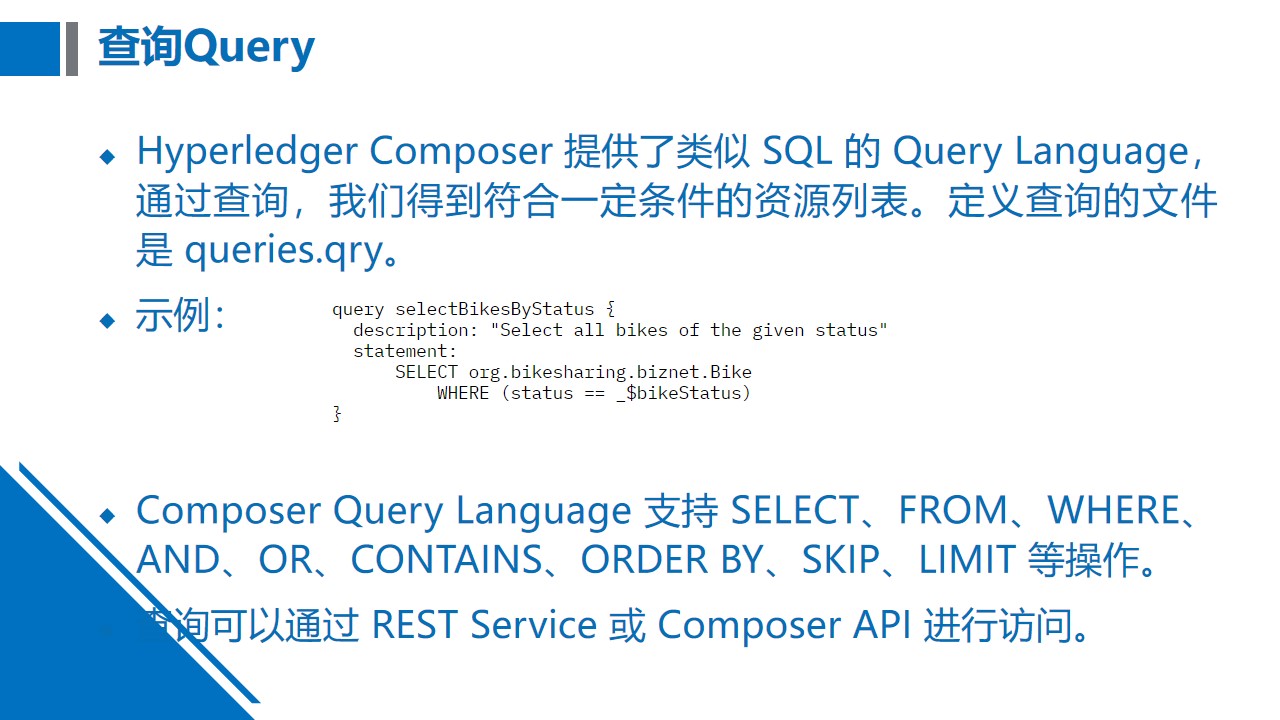 查询Query
Hyperledger Composer 提供了类似 SQL 的 Query Language，
通过查询，我们得到符合一定条件的资源列表。定义查询的文件
是 queries.qry。
示例：
query selectBikesByStatus {
  description: "Select all bikes of the given status"
  statement:
      SELECT org.bikesharing.biznet.Bike
          WHERE (status == _$bikeStatus)
}
Composer Query Language 支持 SELECT、FROM、WHERE、
AND、OR、CONTAINS、ORDER BY、SKIP、LIMIT 等操作。
查询可以通过 REST Service 或 Composer API 进行访问。